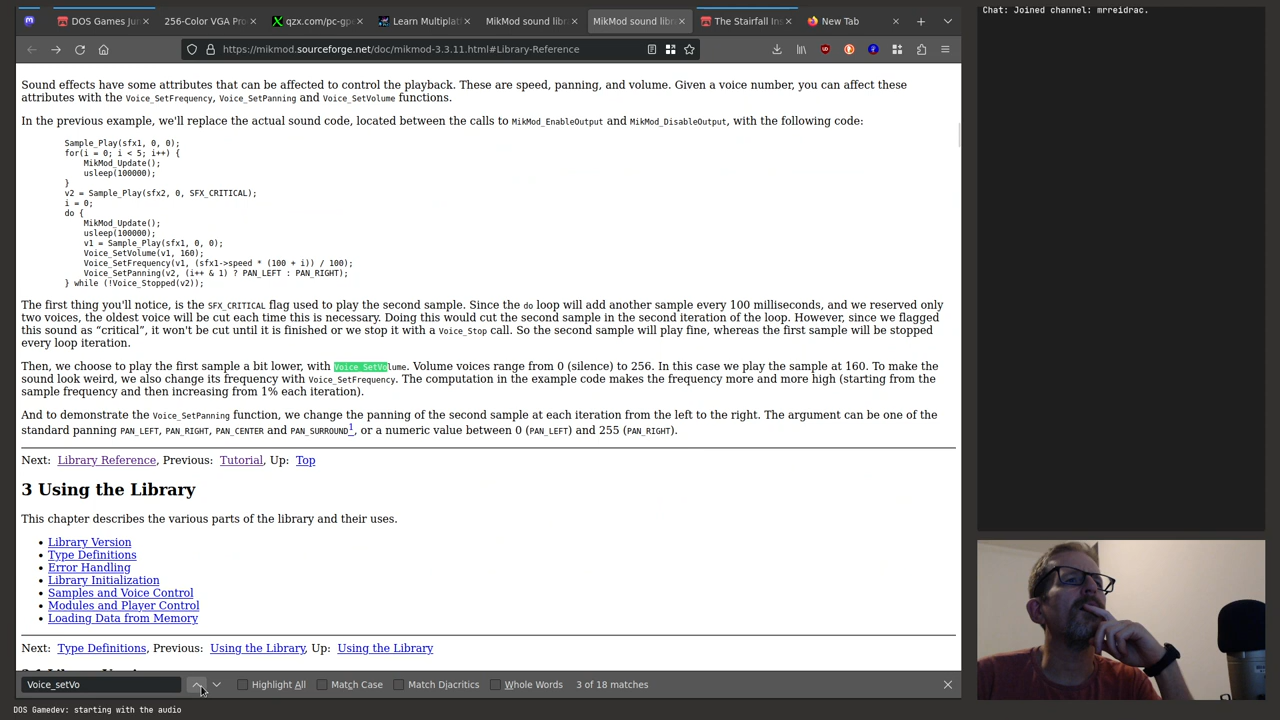 DOS Games Jun
256-Color VGA Pro
qzx.com/pc-gpe
Learn Multiplatf
MikMod sound libr
MikMod sound libr
The Stairfall Ins
New Tab
https://mikmod.sourceforge.net/doc/mikmod-3.3.11.html#Library-Reference
Chat: Joined channel: mrreidrac.
Sound effects have some attributes that can be affected to control the playback. These are speed, panning, and volume. Given a voice number, you can affect these
attributes with the Voice_SetFrequency, Voice_SetPanning and Voice_SetVolume functions.
In the previous example, we'll replace the actual sound code, located between the calls to MikMod_EnableOutput and MikMod_DisableOutput, with the following code:
Sample_Play(sfx1, 0, 0);
for(i = 0; i < 5; i++) {
MikMod_Update();
usleep(100000);
}
v2 = Sample_Play(sfx2, 0, SFX_CRITICAL);
i = 0;
do {
MikMod_Update();
usleep(100000);
v1 = Sample_Play(sfx1, 0, 0);
Voice_SetVolume(v1, 160);
Voice_SetFrequency(v1, (sfx1->speed * (100 + i)) / 100);
Voice_SetPanning(v2, (i++ & 1) ? PAN_LEFT : PAN_RIGHT);
} while (!Voice_Stopped(v2));
The first thing you'll notice, is the SFX_CRITICAL flag used to play the second sample. Since the do loop will add another sample every 100 milliseconds, and we reserved only
two voices, the oldest voice will be cut each time this is necessary. Doing this would cut the second sample in the second iteration of the loop. However, since we flagged
this sound as “critical”, it won't be cut until it is finished or we stop it with a Voice_Stop call. So the second sample will play fine, whereas the first sample will be stopped
every loop iteration.
Then, we choose to play the first sample a bit lower, with Voice_SetVolume. Volume voices range from 0 (silence) to 256. In this case we play the sample at 160. To make the
sound look weird, we also change its frequency with Voice_SetFrequency. The computation in the example code makes the frequency more and more high (starting from the
sample frequency and then increasing from 1% each iteration).
And to demonstrate the Voice_SetPanning function, we change the panning of the second sample at each iteration from the left to the right. The argument can be one of the
standard panning PAN_LEFT, PAN_RIGHT, PAN_CENTER and PAN_SURROUND1, or a numeric value between 0 (PAN_LEFT) and 255 (PAN_RIGHT).
Next: Library Reference, Previous: Tutorial, Up: Top
3 Using the Library
This chapter describes the various parts of the library and their uses.
• Library Version
• Type Definitions
• Error Handling
• Library Initialization
• Samples and Voice Control
• Modules and Player Control
• Loading Data from Memory
Next: Type Definitions, Previous: Using the Library, Up: Using the Library
Voice_setVo
Highlight All
Match Case
Match Diacritics
Whole Words
3 of 18 matches
DOS Gamedev: starting with the audio